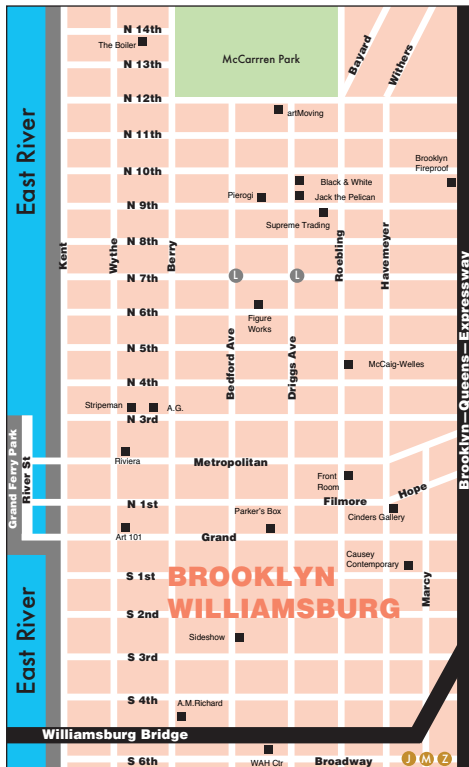 N 14th
The Boiler
McCarrren Park
Bayard
Withers
N 13th
N 12th
artMoving
N 11th
East River
N 10th
Brooklyn
Fireproof
Black & White
Pierogi
Jack the Pelican
N 9th
Supreme Trading
N 8th
Kent
Wythe
Berry
Roebling
Havemeyer
N 7th
L
L
Brooklyn—Queens—Expressway
N 6th
Figure
Works
Bedford Ave
Driggs Ave
N 5th
McCaig-Welles
N 4th
Stripeman
A.G.
N 3rd
Grand Ferry Park
River St
Riviera
Metropolitan
Front
Room
Hope
N 1st
Filmore
Parker's Box
Cinders Gallery
Art 101
Grand
Causey
Contemporary
S 1st
BROOKLYN
WILLIAMSBURG
Marcy
S 2nd
Sideshow
East River
S 3rd
S 4th
A.M.Richard
Williamsburg Bridge
S 6th
WAH Ctr
Broadway
J M Z